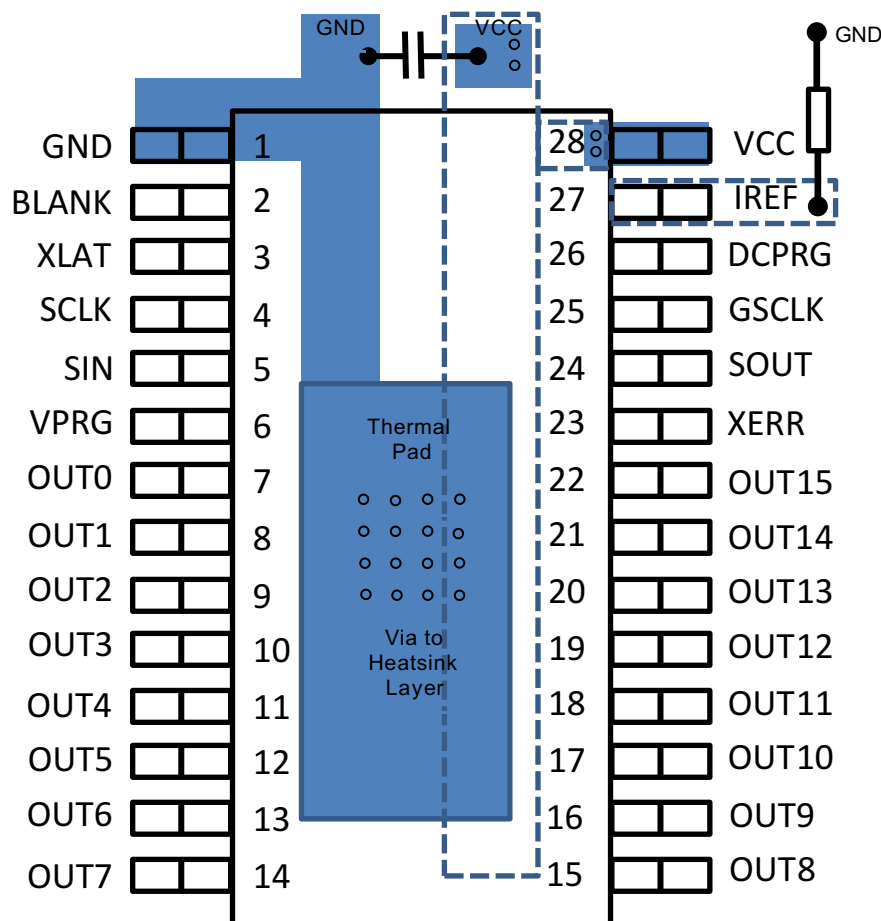 GND VCC GND
GND 1 28 VCC
BLANK 2 27 IREF
XLAT 3 26 DCPRG
SCLK 4 25 GSCLK
SIN 5 24 SOUT
VPRG 6 23 XERR
Thermal
Pad
OUT0 7 22 OUT15
OUT1 8 21 OUT14
OUT2 9 20 OUT13
OUT3 10 19 OUT12
Via to
Heatsink
Layer
OUT4 11 18 OUT11
OUT5 12 17 OUT10
OUT6 13 16 OUT9
OUT7 14 15 OUT8